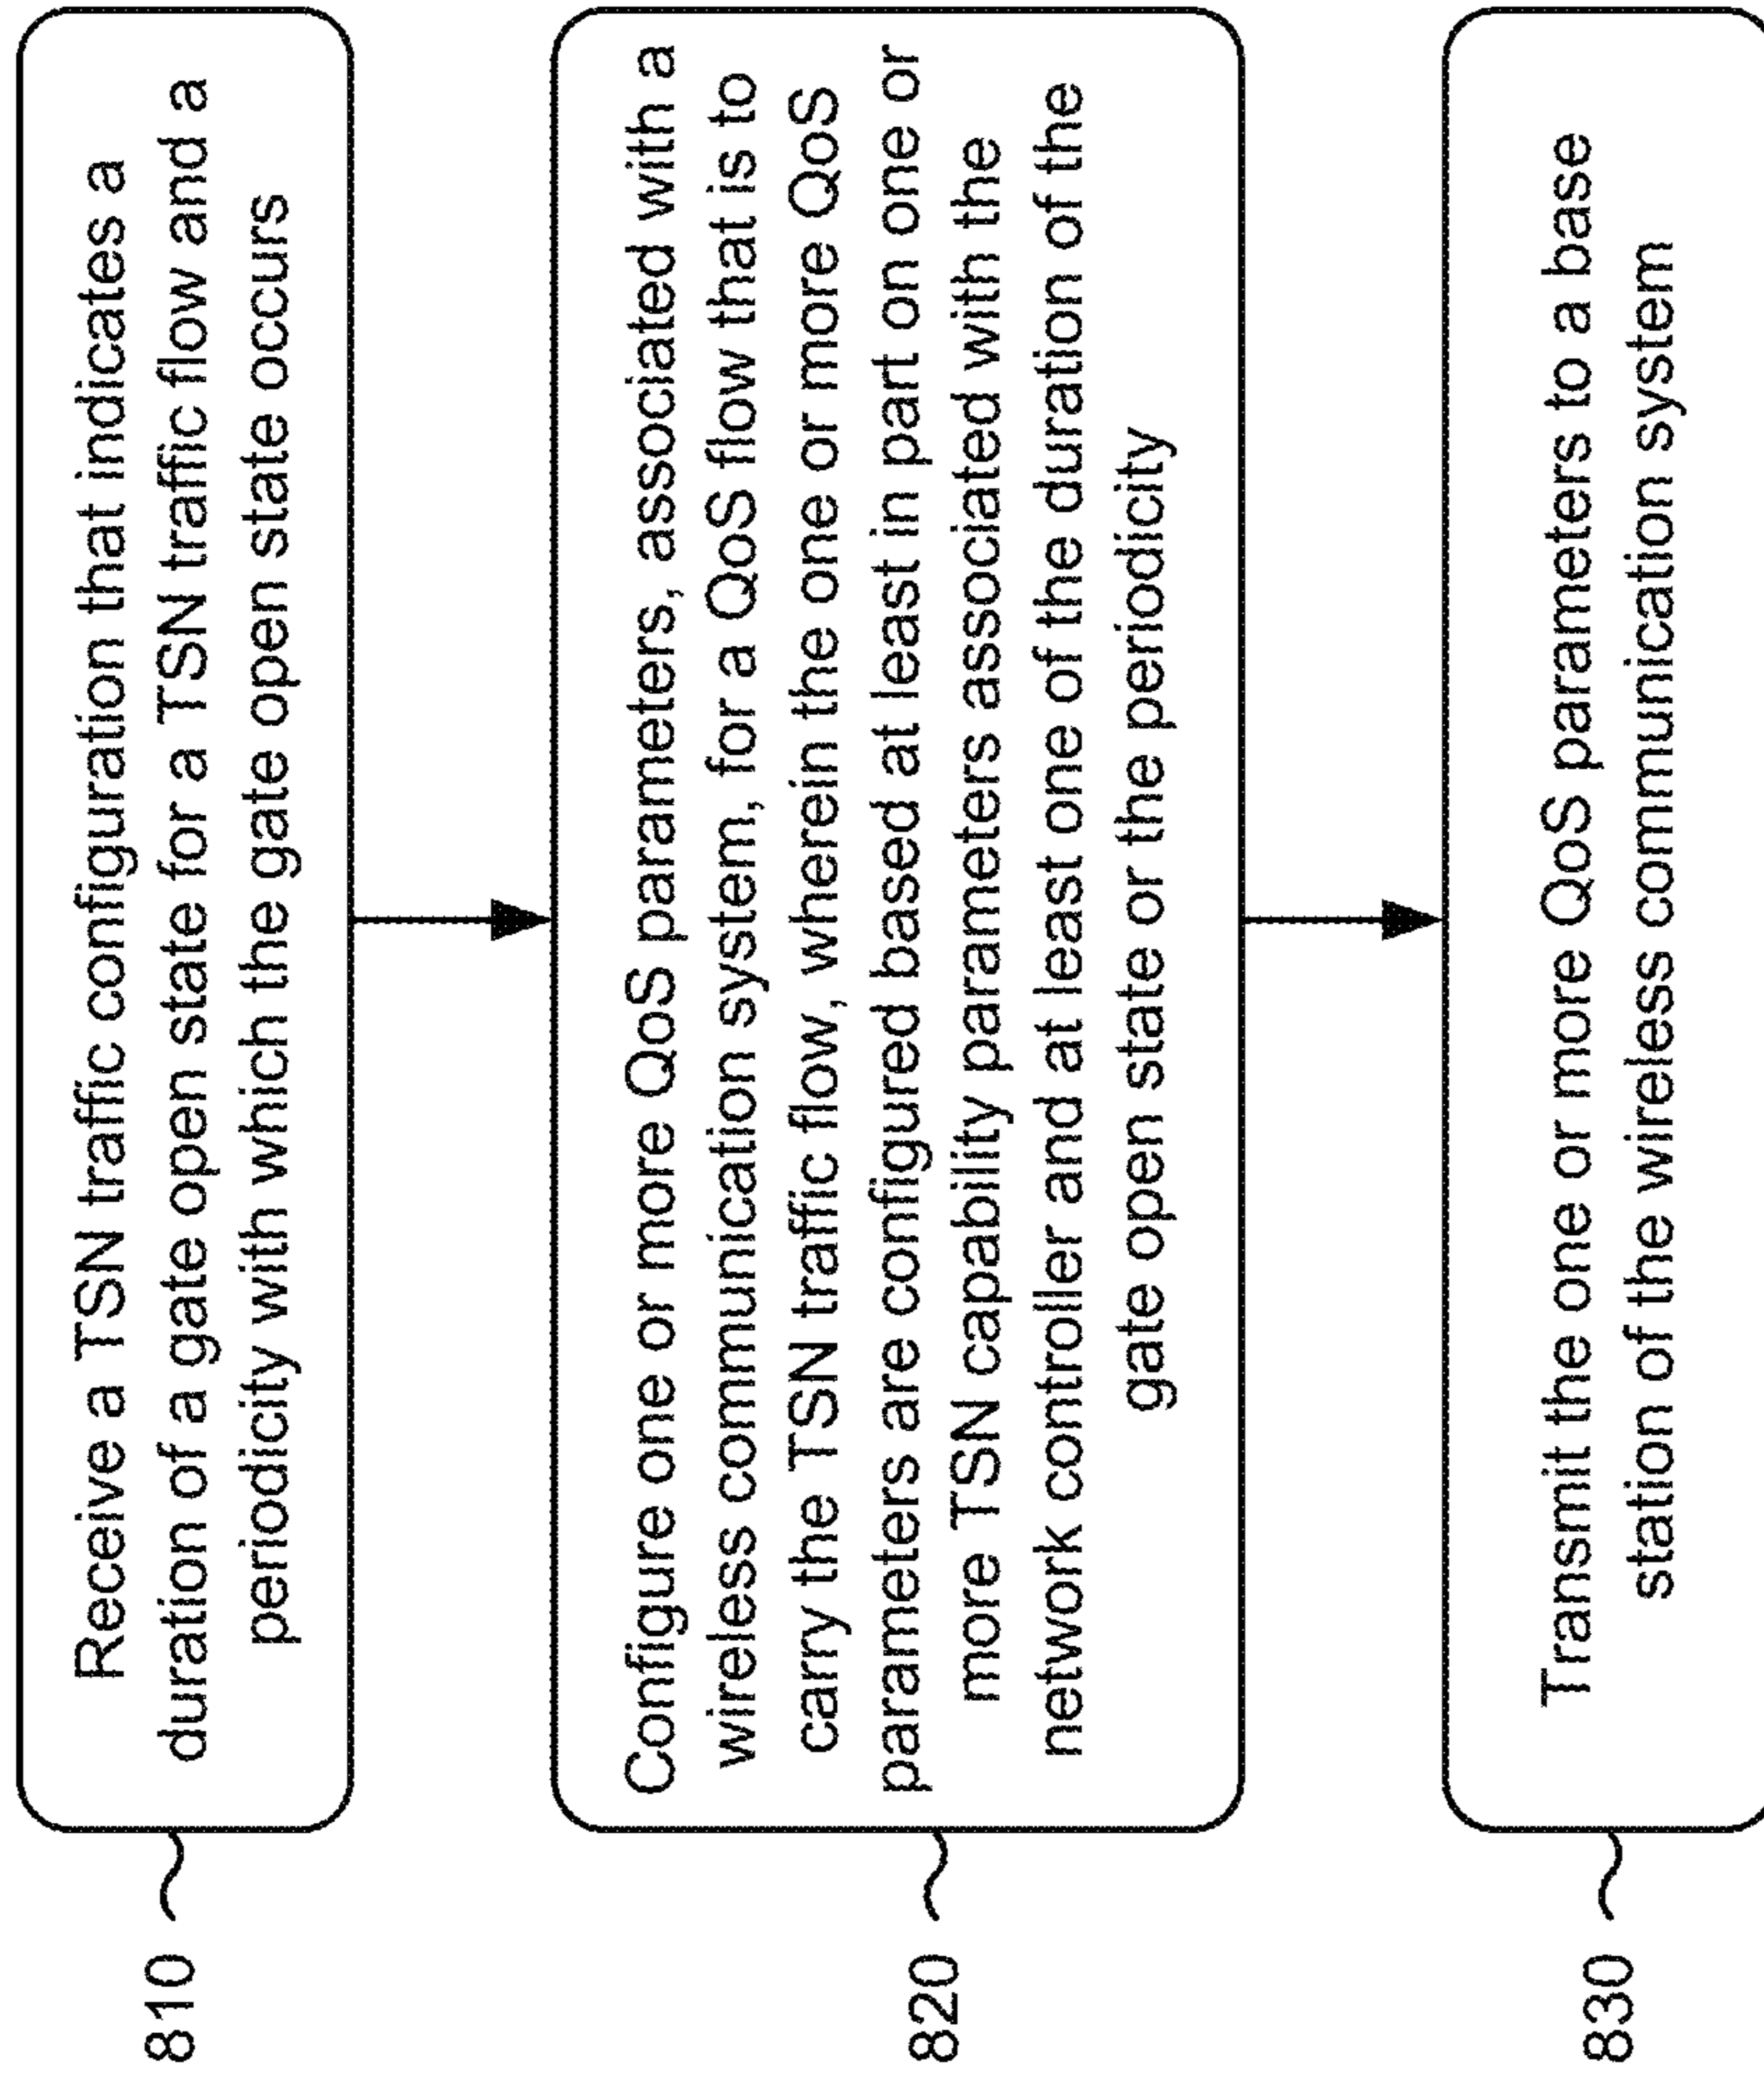 810
Receive a TSN traffic configuration that indicates a
duration of a gate open state for a TSN traffic flow and a
periodicity with which the gate open state occurs
820
Configure one or more QoS parameters, associated with a
wireless communication system, for a QoS flow that is to
carry the TSN traffic flow, wherein the one or more QoS
parameters are configured based at least in part on one or
more TSN capability parameters associated with the
network controller and at least one of the duration of the
gate open state or the periodicity
830
Transmit the one or more QoS parameters to a base
station of the wireless communication system